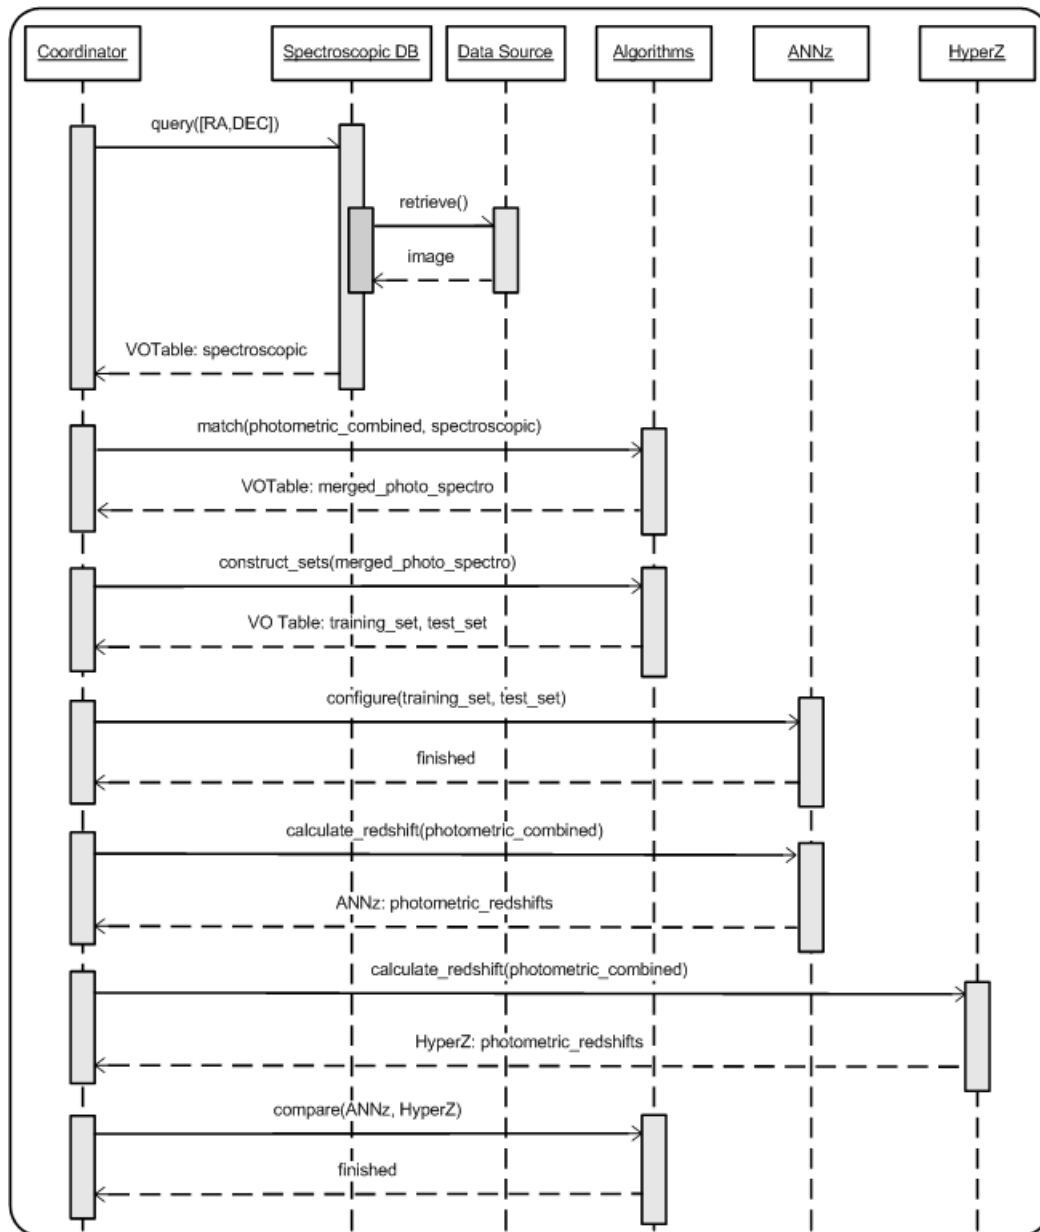 Coordinator
Spectroscopic DB
Data Source
Algorithms
ANNz
HyperZ
query([RA,DEC])
retrieve()
image
VOTable: spectroscopic
match(photometric_combined, spectroscopic)
VOTable: merged_photo_spectro
construct_sets(merged_photo_spectro)
VO Table: training_set, test_set
configure(training_set, test_set)
finished
calculate_redshift(photometric_combined)
ANNz: photometric_redshifts
calculate_redshift(photometric_combined)
HyperZ: photometric_redshifts
compare(ANNz, HyperZ)
finished